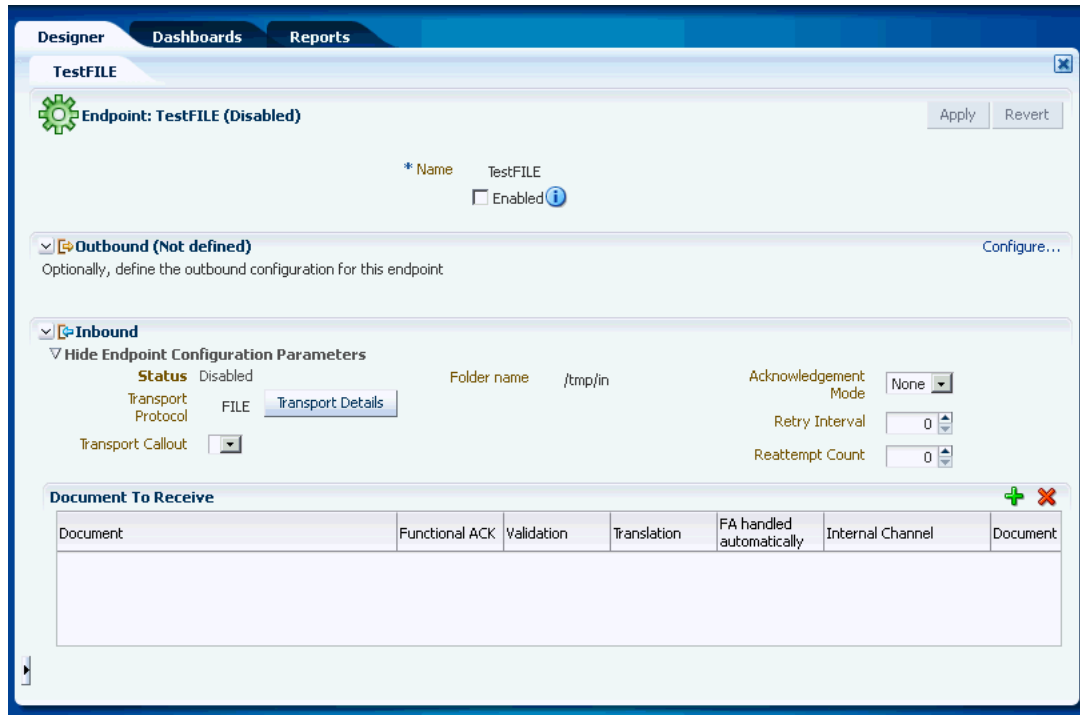 Designer Dashboards Reports
TestFILE
Endpoint: TestFILE (Disabled) Apply Revert
* Name TestFILE
Enabled
Outbound (Not defined) Configure...
Optionally, define the outbound configuration for this endpoint
Inbound
Hide Endpoint Configuration Parameters
Status Disabled Folder name /tmp/in Acknowledgement Mode None
Transport Protocol FILE Transport Details
Retry Interval 0
Transport Callout
Reattempt Count 0
Document To Receive
Document Functional ACK Validation Translation FA handled automatically Internal Channel Document